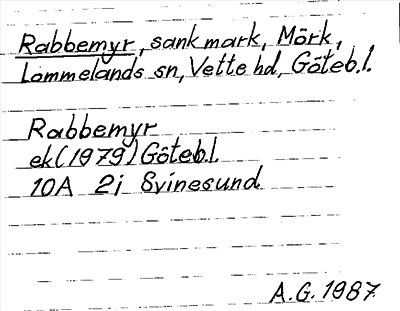 Rabbemyr, sank mark, Mörk,
Lommelands sn, Vette hd, Göteb.l.
Rabbemyr
ek (1979) Göteb.l.
10A 2i Svinesund
A.G. 1987